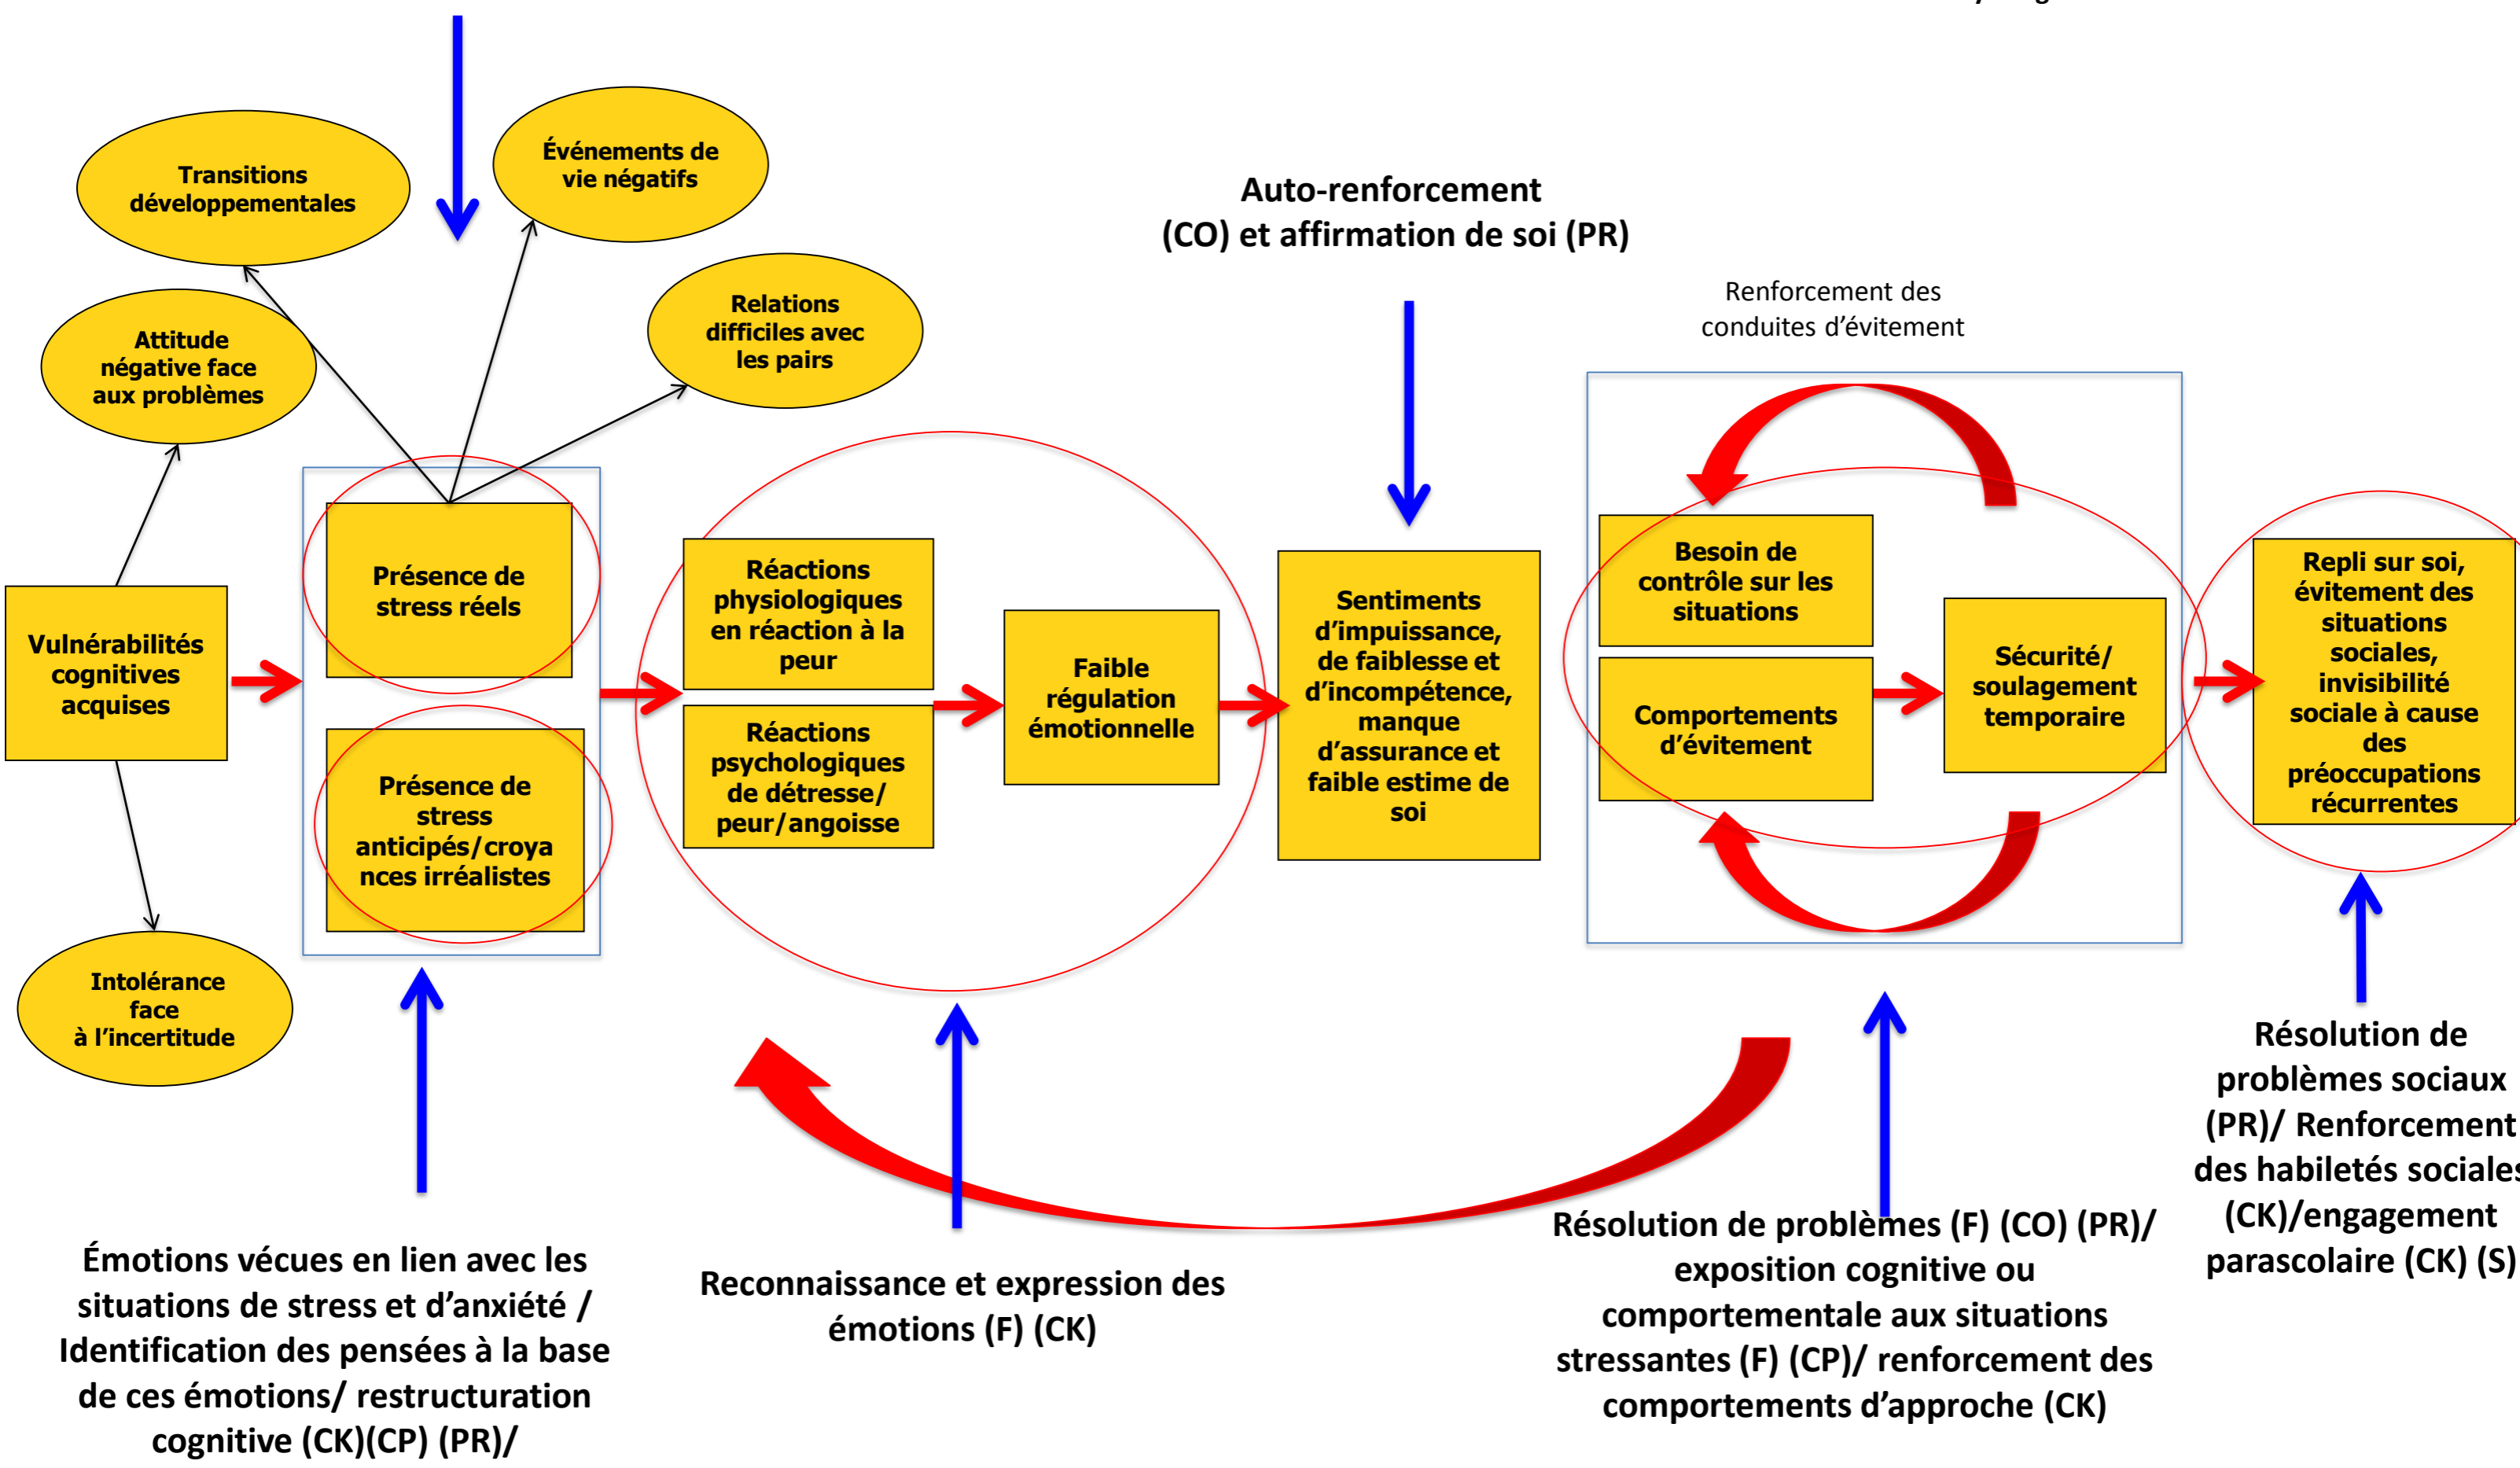 Transitions
développementales
Événements de
vie négatifs
Attitude
négative face
aux problèmes
Relations
difficiles avec
les pairs
Auto-renforcement
(CO) et affirmation de soi (PR)
Renforcement des
conduites d’évitement
Vulnérabilités
cognitives
acquises
Présence de
stress réels
Présence de
stress
anticipés/croya
nces irréalistes
Intolérance
face
à l’incertitude
Réactions
physiologiques
en réaction à la
peur
Réactions
psychologiques
de détresse/
peur/angoisse
Faible
régulation
émotionnelle
Sentiments
d’impuissance,
de faiblesse et
d’incompétence,
manque
d’assurance et
faible estime de
soi
Besoin de
contrôle sur les
situations
Comportements
d’évitement
Sécurité/
soulagement
temporaire
Repli sur soi,
évitement des
situations
sociales,
invisibilité
sociale à cause
des
préoccupations
récurrentes
Émotions vécues en lien avec les
situations de stress et d’anxiété /
Identification des pensées à la base
de ces émotions/ restructuration
cognitive (CK)(CP) (PR)/
Reconnaissance et expression des
émotions (F) (CK)
Résolution de problèmes (F) (CO) (PR)/
exposition cognitive ou
comportementale aux situations
stressantes (F) (CP)/ renforcement des
comportements d’approche (CK)
Résolution de
problèmes sociaux
(PR)/ Renforcement
des habiletés sociales
(CK)/engagement
parascolaire (CK) (S)